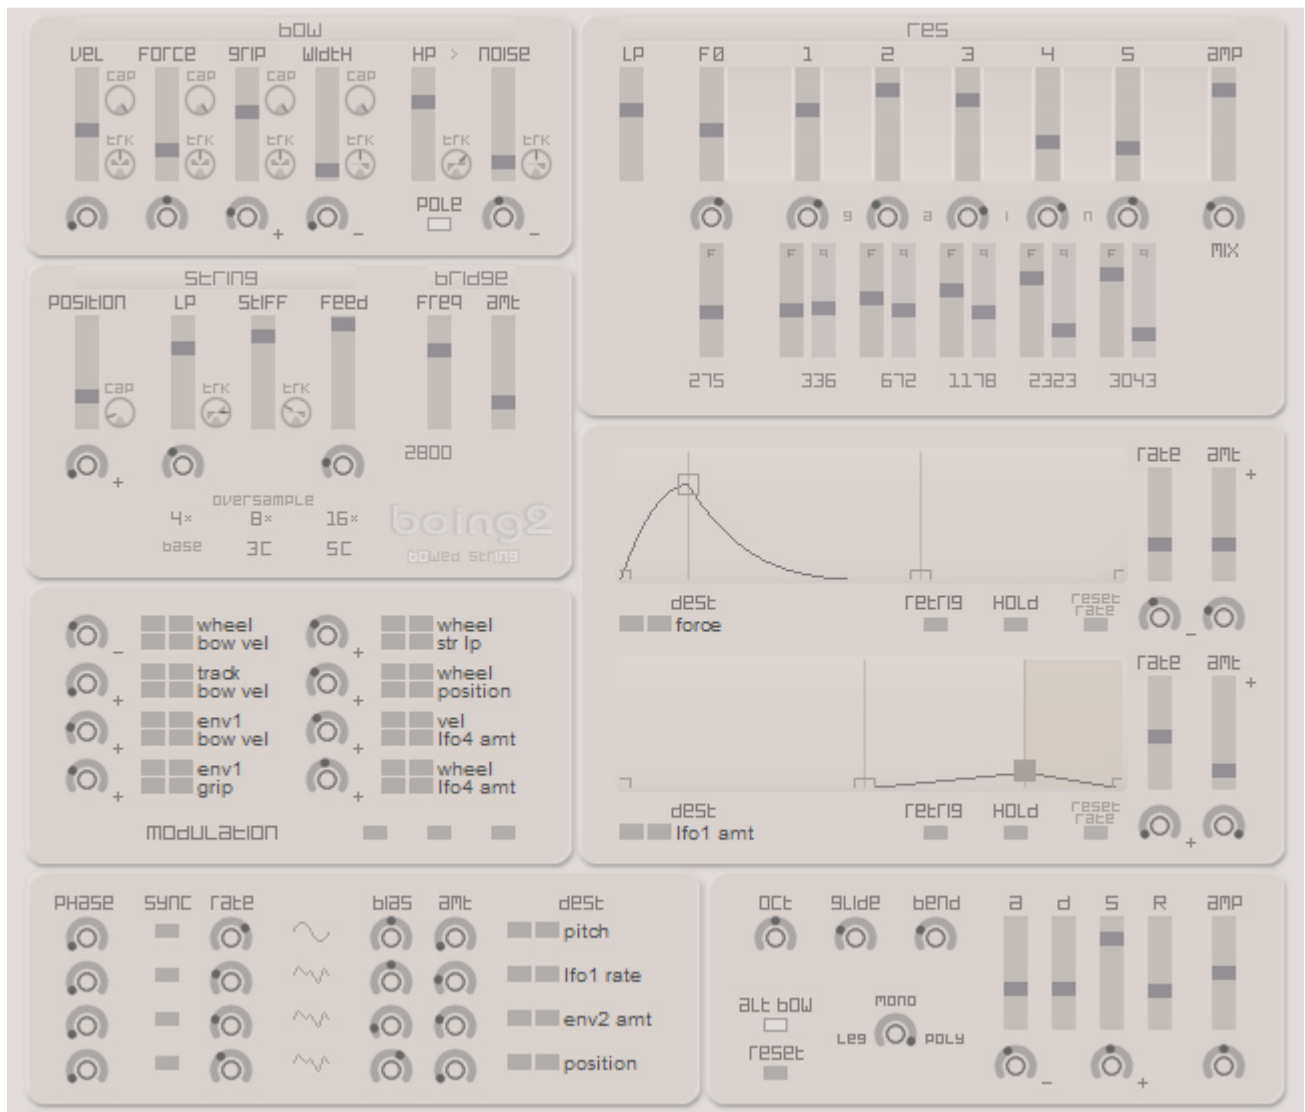 bow
vel force grip width HP > noise
cap cap cap cap
trk trk trk trk trk trk
pole
+ - -
res
LP F0 1 2 3 4 5 amp
g a i n
mix
F F q F q F q F q F q
275 336 672 1178 2323 3043
string bridge
position LP stiff feed freq amt
cap trk trk
+
2800
oversample
4x 8x 16x
base 3C 5C
boing2
bowed string
rate amt
+
dest retrig hold reset rate
force
-
rate amt
+
dest retrig hold reset rate
lfo1 amt
+
wheel
bow vel
-
wheel
str lp
+
track
bow vel
+
wheel
position
+
env1
bow vel
+
vel
lfo4 amt
+
env1
grip
+
wheel
lfo4 amt
+
modulation
phase sync rate bias amt dest
pitch
lfo1 rate
env2 amt
position
oct glide bend a d s r amp
alt bow
mono
leg poly
reset
- +